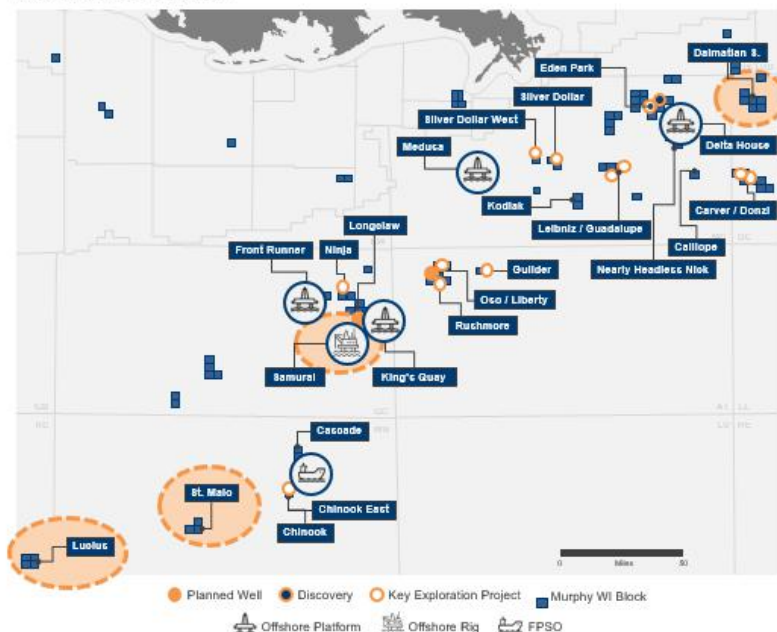 Dalmatian S.
Eden Park
Silver Dollar
Silver Dollar West
Medusa
Delta House
Kodiak
Leibniz / Guadalupe
Carver / Donzi
Longclaw
Calliope
Front Runner
Ninja
Guilder
Nearly Headless Nick
Oso / Liberty
Rushmore
Samurai
King's Quay
Cascade
St. Malo
Chinook East
Chinook
Lucius
0 Miles 50
Planned Well Discovery Key Exploration Project Murphy WI Block
Offshore Platform Offshore Rig FPSO